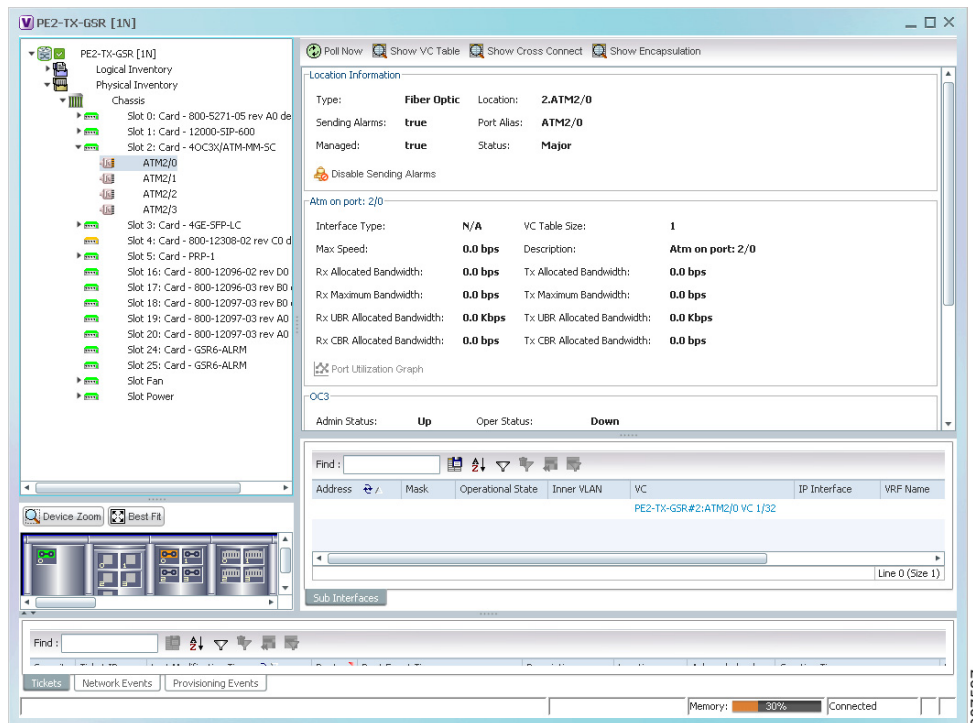 PE2-TX-GSR [1N]
PE2-TX-GSR [1N]
Logical Inventory
Physical Inventory
Chassis
Slot 0: Card - 800-5271-05 rev A0 de
Slot 1: Card - 12000-SIP-600
Slot 2: Card - 4OC3X/ATM-MM-SC
ATM2/0
ATM2/1
ATM2/2
ATM2/3
Slot 3: Card - 4GE-SFP-LC
Slot 4: Card - 800-12308-02 rev C0 d
Slot 5: Card - PRP-1
Slot 16: Card - 800-12096-02 rev D0
Slot 17: Card - 800-12096-03 rev B0
Slot 18: Card - 800-12097-03 rev B0
Slot 19: Card - 800-12097-03 rev A0
Slot 20: Card - 800-12097-03 rev A0
Slot 24: Card - GSR6-ALRM
Slot 25: Card - GSR6-ALRM
Slot Fan
Slot Power
Device Zoom Best Fit
Poll Now Show VC Table Show Cross Connect Show Encapsulation
Location Information
Type: Fiber Optic Location: 2.ATM2/0
Sending Alarms: true Port Alias: ATM2/0
Managed: true Status: Major
Disable Sending Alarms
Atm on port: 2/0
Interface Type: N/A VC Table Size: 1
Max Speed: 0.0 bps Description: Atm on port: 2/0
Rx Allocated Bandwidth: 0.0 bps Tx Allocated Bandwidth: 0.0 bps
Rx Maximum Bandwidth: 0.0 bps Tx Maximum Bandwidth: 0.0 bps
Rx UBR Allocated Bandwidth: 0.0 Kbps Tx UBR Allocated Bandwidth: 0.0 Kbps
Rx CBR Allocated Bandwidth: 0.0 bps Tx CBR Allocated Bandwidth: 0.0 bps
Port Utilization Graph
OC3
Admin Status: Up Oper Status: Down
Find :
Address Mask Operational State Inner VLAN VC IP Interface VRF Name
PE2-TX-GSR#2:ATM2/0 VC 1/32
Line 0 (Size 1)
Sub Interfaces
Find :
Tickets Network Events Provisioning Events
Memory: 30% Connected